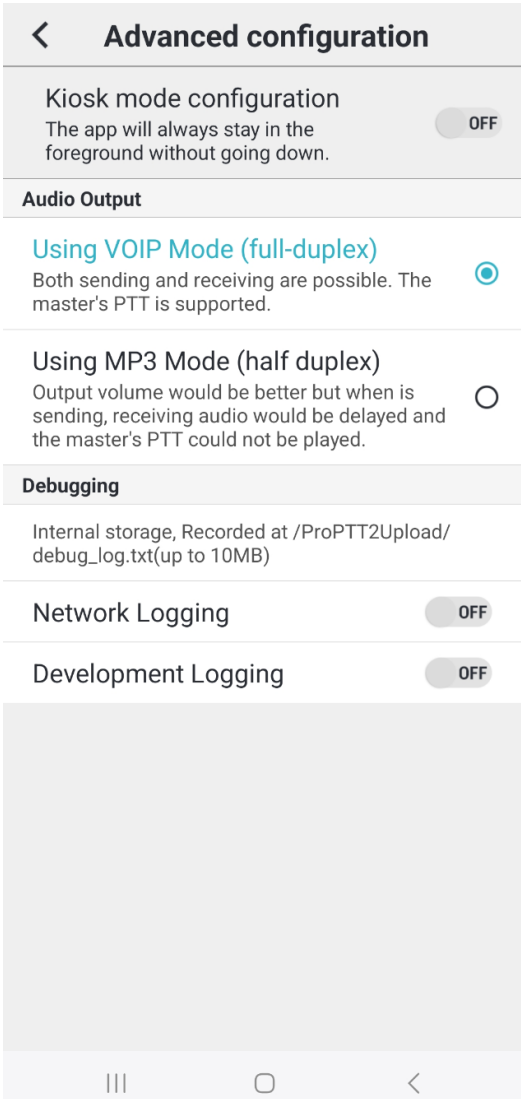 Advanced configuration
Kiosk mode configuration
The app will always stay in the
foreground without going down.
OFF
Audio Output
Using VOIP Mode (full-duplex)
Both sending and receiving are possible. The
master's PTT is supported.
Using MP3 Mode (half duplex)
Output volume would be better but when is
sending, receiving audio would be delayed and
the master's PTT could not be played.
Debugging
Internal storage, Recorded at /ProPTT2Upload/
debug_log.txt(up to 10MB)
Network Logging
OFF
Development Logging
OFF